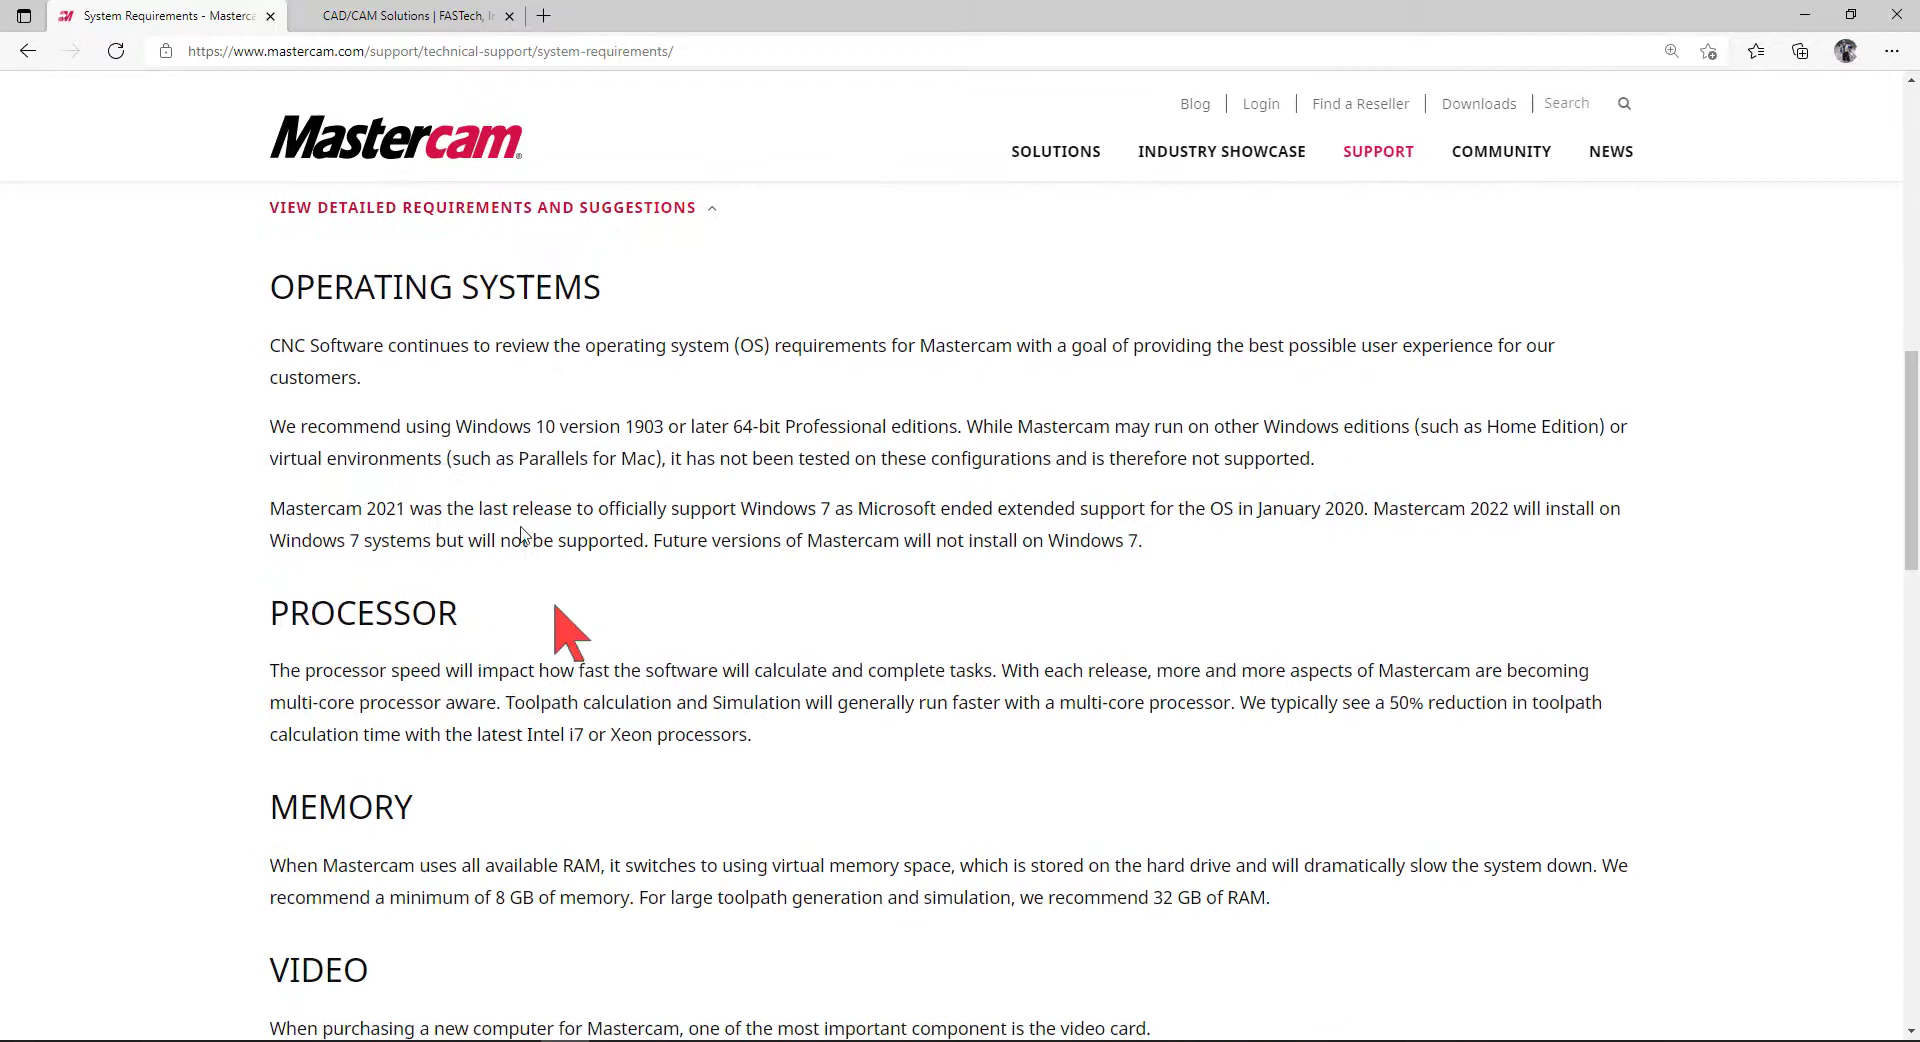 System Requirements - Masterca
CAD/CAM Solutions | FASTech, I
https://www.mastercam.com/support/technical-support/system-requirements/
Blog
Login
Find a Reseller
Downloads
Search
Mastercam®
SOLUTIONS
INDUSTRY SHOWCASE
SUPPORT
COMMUNITY
NEWS
VIEW DETAILED REQUIREMENTS AND SUGGESTIONS
OPERATING SYSTEMS
CNC Software continues to review the operating system (OS) requirements for Mastercam with a goal of providing the best possible user experience for our
customers.
We recommend using Windows 10 version 1903 or later 64-bit Professional editions. While Mastercam may run on other Windows editions (such as Home Edition) or
virtual environments (such as Parallels for Mac), it has not been tested on these configurations and is therefore not supported.
Mastercam 2021 was the last release to officially support Windows 7 as Microsoft ended extended support for the OS in January 2020. Mastercam 2022 will install on
Windows 7 systems but will not be supported. Future versions of Mastercam will not install on Windows 7.
PROCESSOR
The processor speed will impact how fast the software will calculate and complete tasks. With each release, more and more aspects of Mastercam are becoming
multi-core processor aware. Toolpath calculation and Simulation will generally run faster with a multi-core processor. We typically see a 50% reduction in toolpath
calculation time with the latest Intel i7 or Xeon processors.
MEMORY
When Mastercam uses all available RAM, it switches to using virtual memory space, which is stored on the hard drive and will dramatically slow the system down. We
recommend a minimum of 8 GB of memory. For large toolpath generation and simulation, we recommend 32 GB of RAM.
VIDEO
When purchasing a new computer for Mastercam, one of the most important component is the video card.